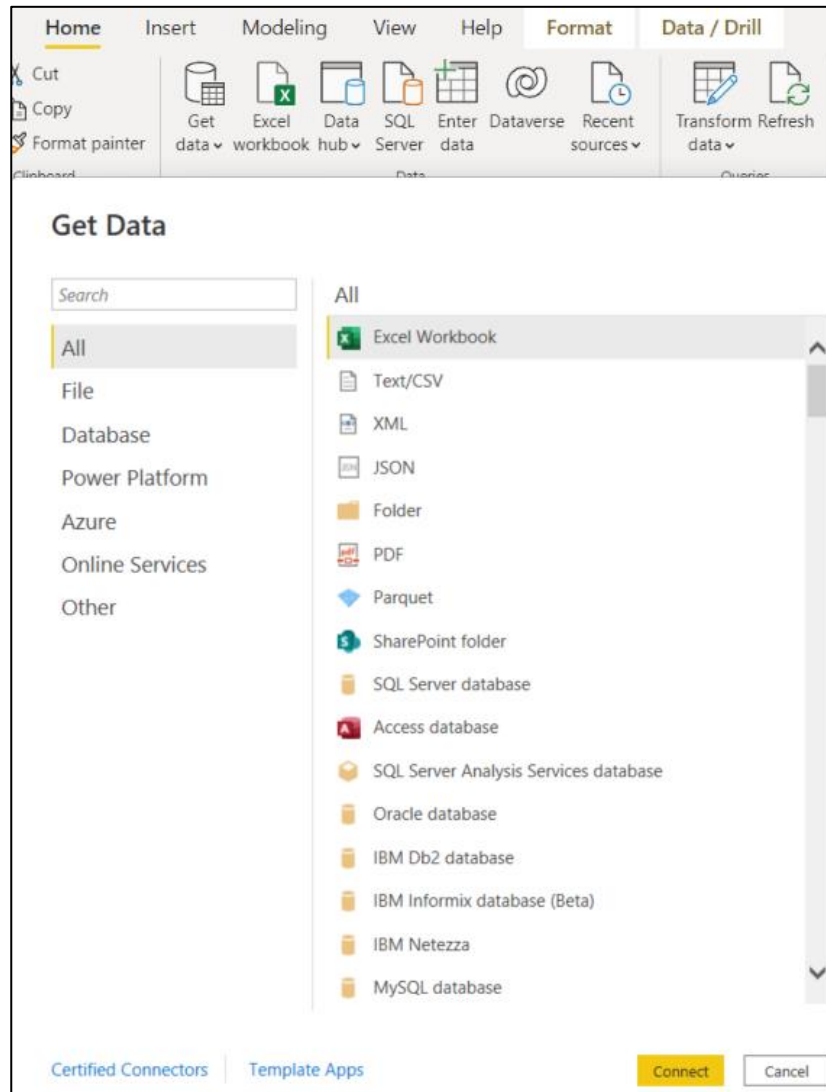 Home Insert Modeling View Help Format Data / Drill
Cut
Copy
Format painter
Get data
Excel workbook
Data hub
SQL Server
Enter data
Dataverse
Recent sources
Transform data
Refresh
Clipboard Data Queries
Get Data
Search
All
File
Database
Power Platform
Azure
Online Services
Other
All
Excel Workbook
Text/CSV
XML
JSON
Folder
PDF
Parquet
SharePoint folder
SQL Server database
Access database
SQL Server Analysis Services database
Oracle database
IBM Db2 database
IBM Informix database (Beta)
IBM Netezza
MySQL database
Certified Connectors Template Apps Connect Cancel